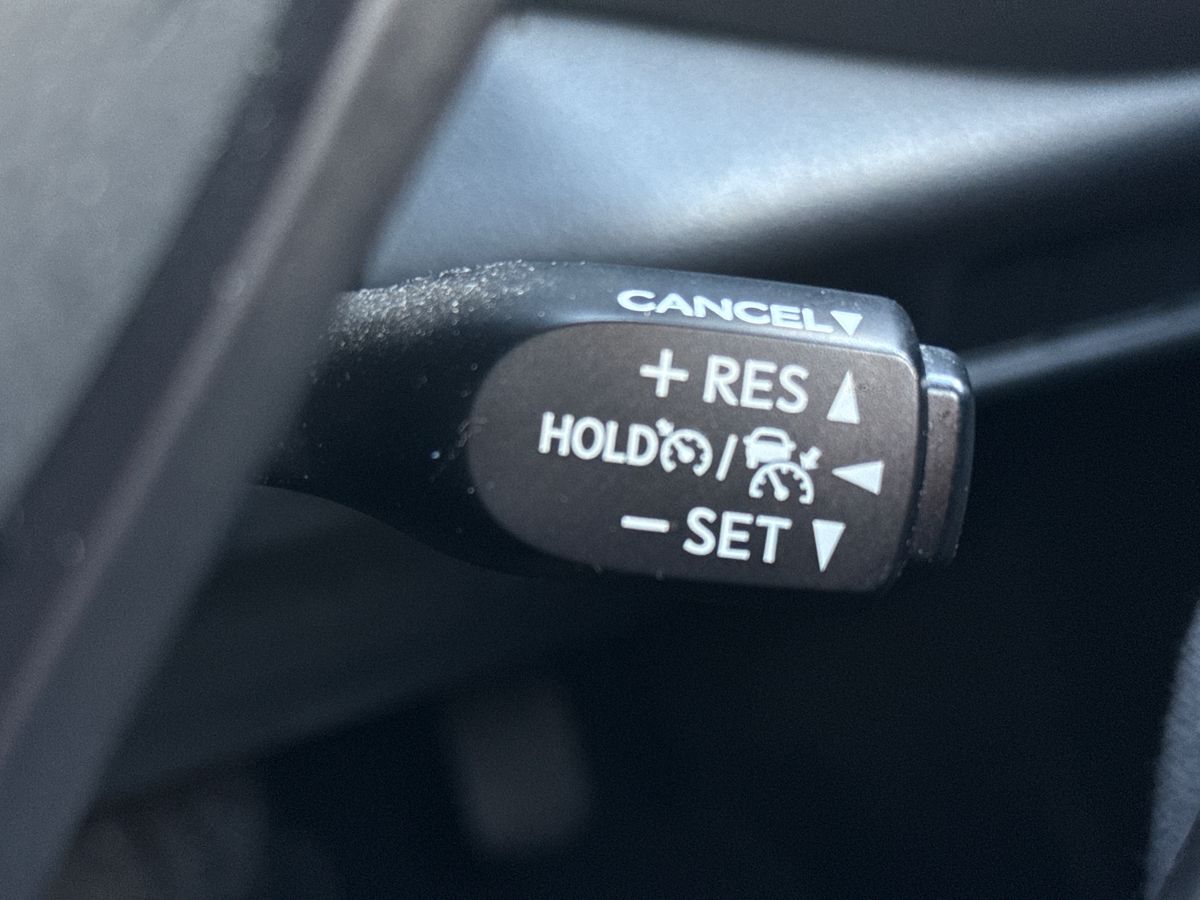 CANCEL▼
+ RES ▲
HOLD / ◀
− SET ▼